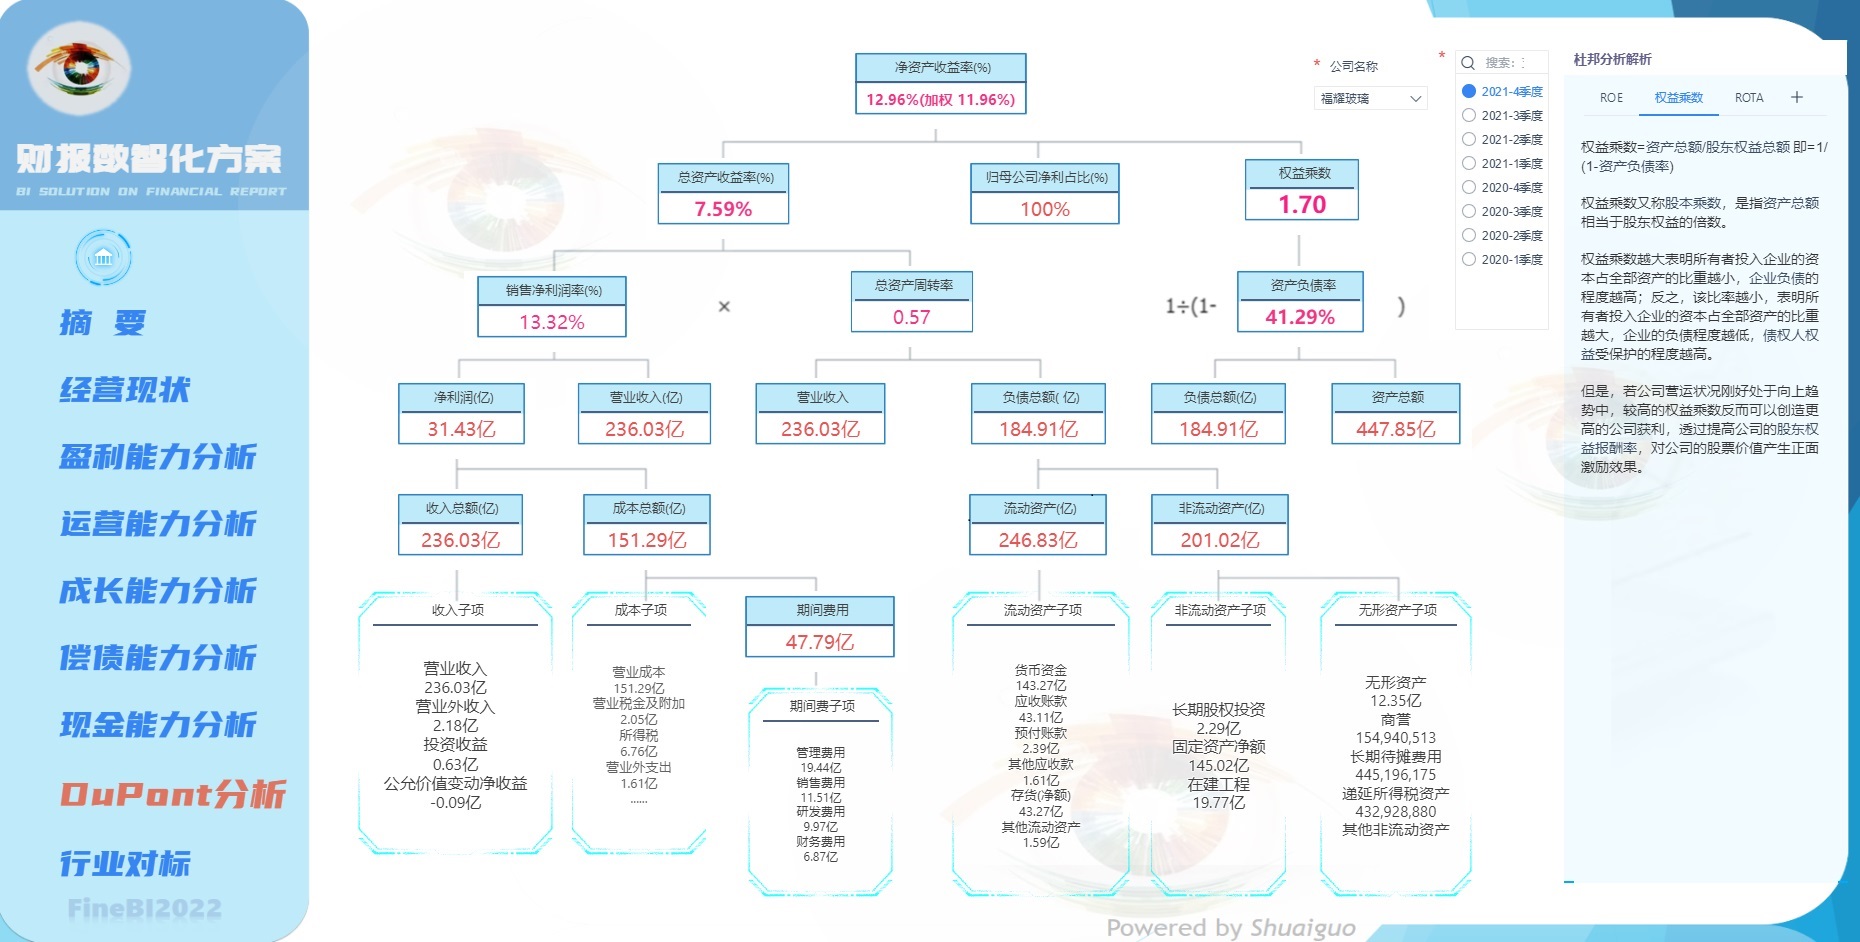 财报数智化方案
BI SOLUTION ON FINANCIAL REPORT
摘 要
经营现状
盈利能力分析
运营能力分析
成长能力分析
偿债能力分析
现金能力分析
DuPont分析
行业对标
FineBI2022
净资产收益率(%)
12.96%(加权 11.96%)
* 公司名称
福耀玻璃
*
搜索:
2021-4季度
2021-3季度
2021-2季度
2021-1季度
2020-4季度
2020-3季度
2020-2季度
2020-1季度
总资产收益率(%)
7.59%
归母公司净利占比(%)
100%
权益乘数
1.70
销售净利润率(%)
13.32%
×
总资产周转率
0.57
1÷(1-
资产负债率
41.29%
)
净利润(亿)
31.43亿
营业收入(亿)
236.03亿
营业收入
236.03亿
负债总额( 亿)
184.91亿
负债总额(亿)
184.91亿
资产总额
447.85亿
收入总额(亿)
236.03亿
成本总额(亿)
151.29亿
流动资产(亿)
246.83亿
非流动资产(亿)
201.02亿
收入子项
营业收入
236.03亿
营业外收入
2.18亿
投资收益
0.63亿
公允价值变动净收益
-0.09亿
成本子项
营业成本
151.29亿
营业税金及附加
2.05亿
所得税
6.76亿
营业外支出
1.61亿
......
期间费用
47.79亿
期间费子项
管理费用
19.44亿
销售费用
11.51亿
研发费用
9.97亿
财务费用
6.87亿
流动资产子项
货币资金
143.27亿
应收账款
43.11亿
预付账款
2.39亿
其他应收款
1.61亿
存货(净额)
43.27亿
其他流动资产
1.59亿
非流动资产子项
长期股权投资
2.29亿
固定资产净额
145.02亿
在建工程
19.77亿
无形资产子项
无形资产
12.35亿
商誉
154,940,513
长期待摊费用
445,196,175
递延所得税资产
432,928,880
其他非流动资产
杜邦分析解析
ROE 权益乘数 ROTA +
权益乘数=资产总额/股东权益总额 即=1/
(1-资产负债率)
权益乘数又称股本乘数，是指资产总额
相当于股东权益的倍数。
权益乘数越大表明所有者投入企业的资
本占全部资产的比重越小，企业负债的
程度越高；反之，该比率越小，表明所
有者投入企业的资本占全部资产的比重
越大，企业的负债程度越低，债权人权
益受保护的程度越高。
但是，若公司营运状况刚好处于向上趋
势中，较高的权益乘数反而可以创造更
高的公司获利，透过提高公司的股东权
益报酬率，对公司的股票价值产生正面
激励效果。
Powered by Shuaiguo